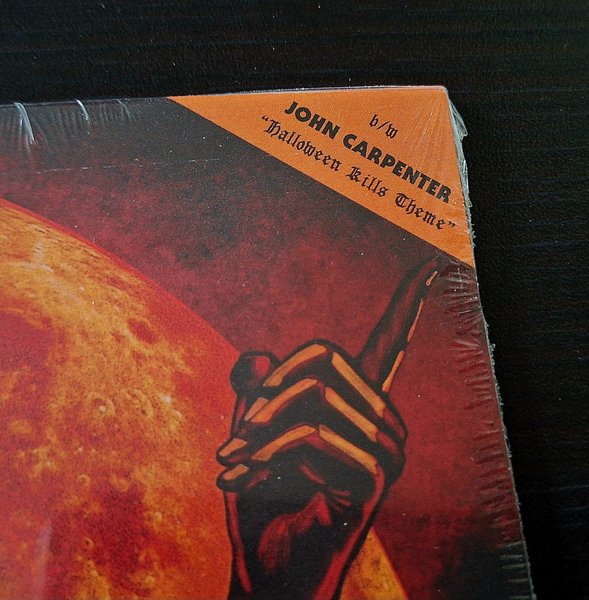 b/w
JOHN CARPENTER
"Halloween Kills Theme"